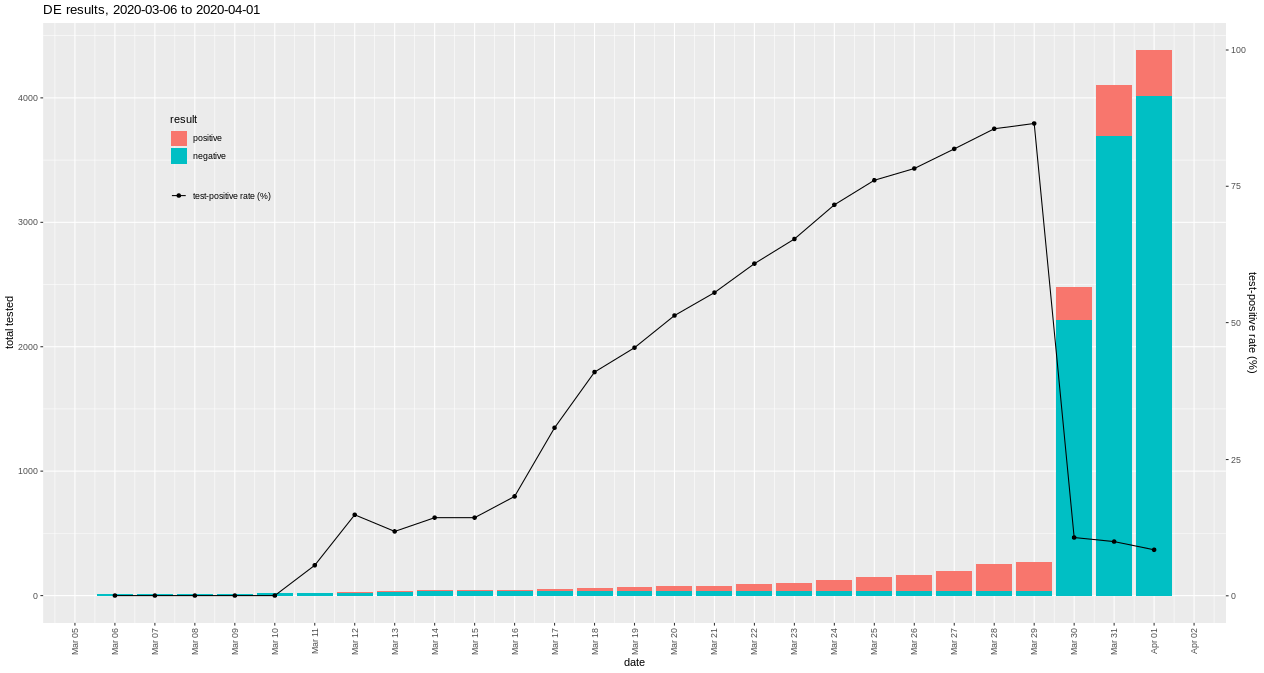 DE results, 2020-03-06 to 2020-04-01
result
positive
negative
test-positive rate (%)
total tested
4000
3000
2000
1000
0
100
75
50
25
0
test-positive rate (%)
Mar 05
Mar 06
Mar 07
Mar 08
Mar 09
Mar 10
Mar 11
Mar 12
Mar 13
Mar 14
Mar 15
Mar 16
Mar 17
Mar 18
Mar 19
Mar 20
Mar 21
Mar 22
Mar 23
Mar 24
Mar 25
Mar 26
Mar 27
Mar 28
Mar 29
Mar 30
Mar 31
Apr 01
Apr 02
date